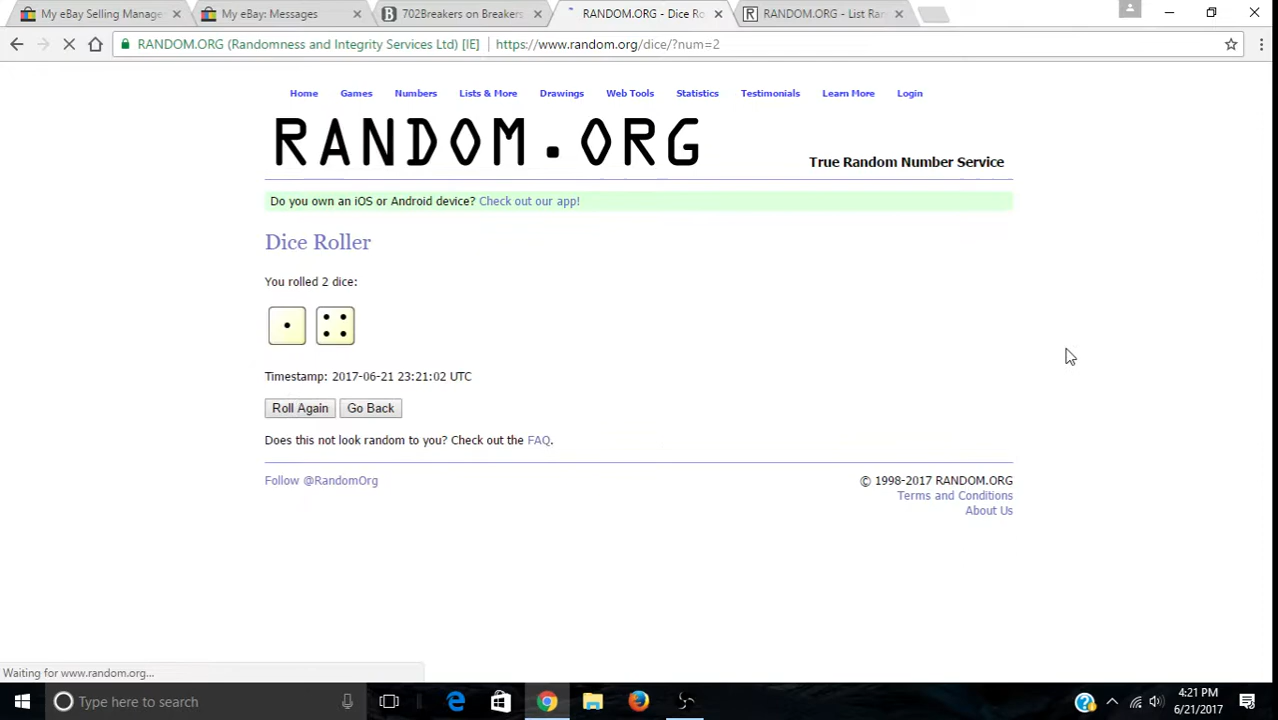 My eBay Selling Manage
My eBay: Messages
702Breakers on Breakers
RANDOM.ORG - Dice Ro
RANDOM.ORG - List Ran
RANDOM.ORG (Randomness and Integrity Services Ltd) [IE]
https://www.random.org/dice/?num=2
Home Games Numbers Lists & More Drawings Web Tools Statistics Testimonials Learn More Login
RANDOM.ORG
True Random Number Service
Do you own an iOS or Android device? Check out our app!
Dice Roller
You rolled 2 dice:
Timestamp: 2017-06-21 23:21:02 UTC
Roll Again Go Back
Does this not look random to you? Check out the FAQ.
Follow @RandomOrg
© 1998-2017 RANDOM.ORG
Terms and Conditions
About Us
Waiting for www.random.org...
Type here to search
4:21 PM
6/21/2017